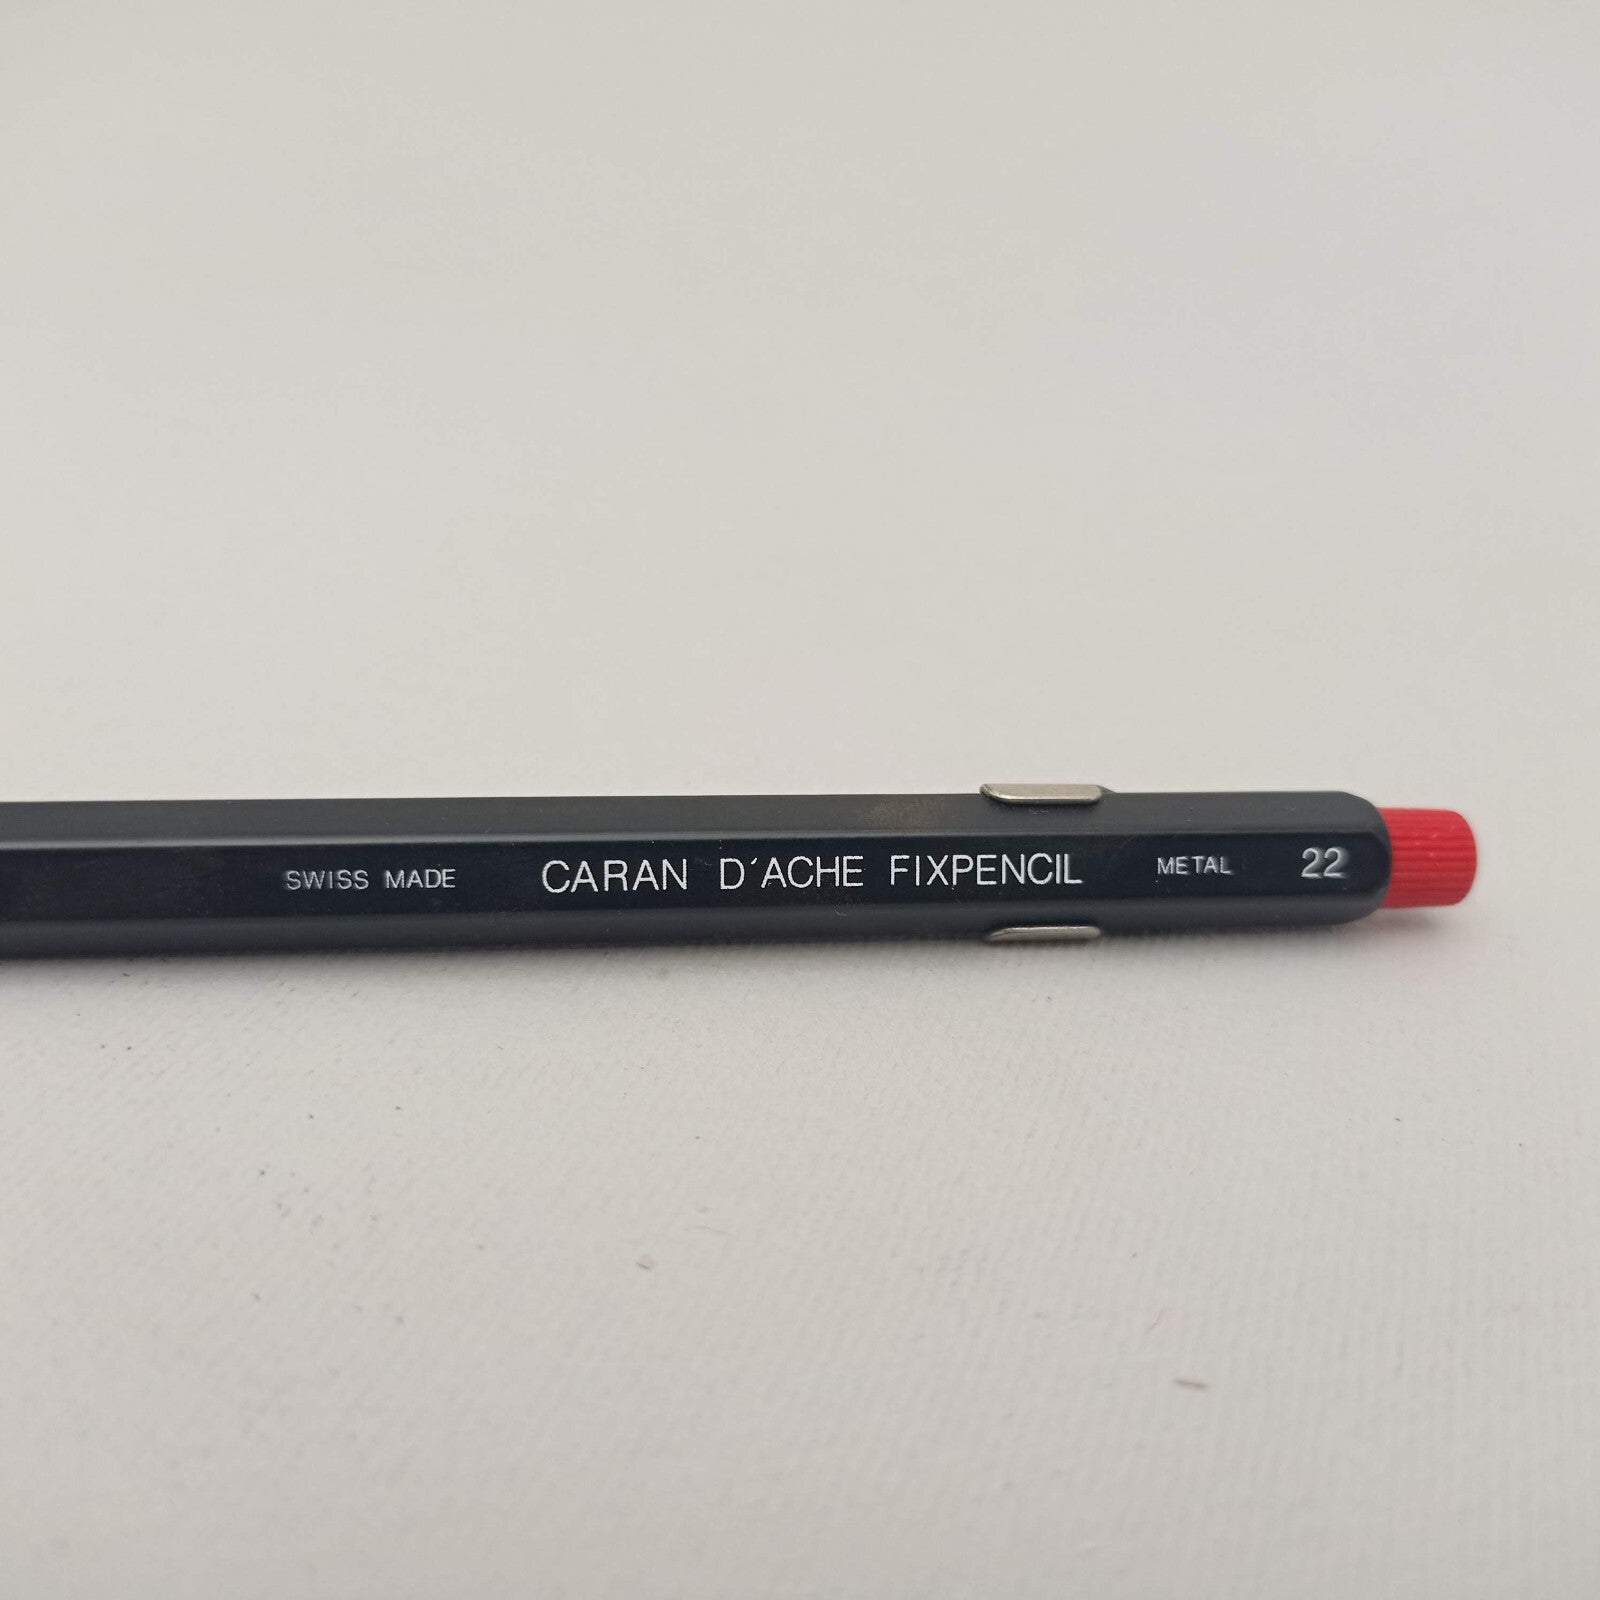 SWISS MADE CARAN D'ACHE FIXPENCIL METAL 22